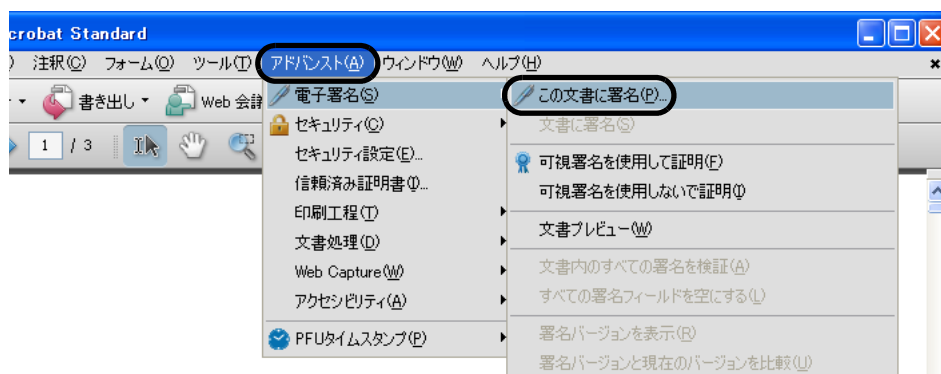 crobat Standard
) 注釈(C) フォーム(O) ツール(T) アドバンスト(A) ウィンドウ(W) ヘルプ(H)
書き出し Web 会議
1 / 3
電子署名(S)
セキュリティ(C)
セキュリティ設定(E)...
信頼済み証明書(I)...
印刷工程(T)
文書処理(D)
Web Capture(W)
アクセシビリティ(A)
PFUタイムスタンプ(P)
この文書に署名(P)...
文書に署名(S)
可視署名を使用して証明(F)
可視署名を使用しないで証明(I)
文書プレビュー(W)
文書内のすべての署名を検証(A)
すべての署名フィールドを空にする(L)
署名バージョンを表示(R)
署名バージョンと現在のバージョンを比較(U)